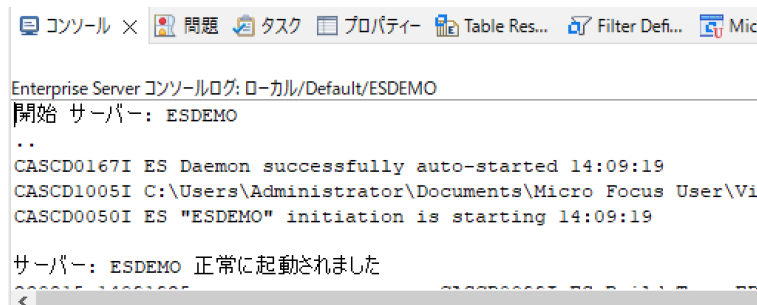 コンソール 問題 タスク プロパティー Table Res... Filter Defi... Mic
Enterprise Server コンソールログ: ローカル/Default/ESDEMO
開始 サーバー: ESDEMO
..
CASCD0167I ES Daemon successfully auto-started 14:09:19
CASCD1005I C:\Users\Administrator\Documents\Micro Focus User\Vi
CASCD0050I ES "ESDEMO" initiation is starting 14:09:19
サーバー: ESDEMO 正常に起動されました